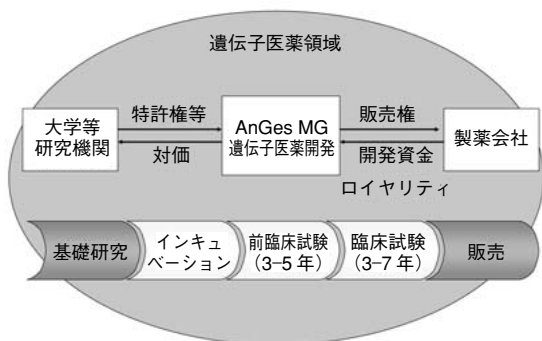 遺伝子医薬領域
大学等
研究機関
特許権等
対価
AnGes MG
遺伝子医薬開発
販売権
開発資金
ロイヤリティ
製薬会社
基礎研究
インキュ
ベーション
前臨床試験
（3–5 年）
臨床試験
（3–7 年）
販売